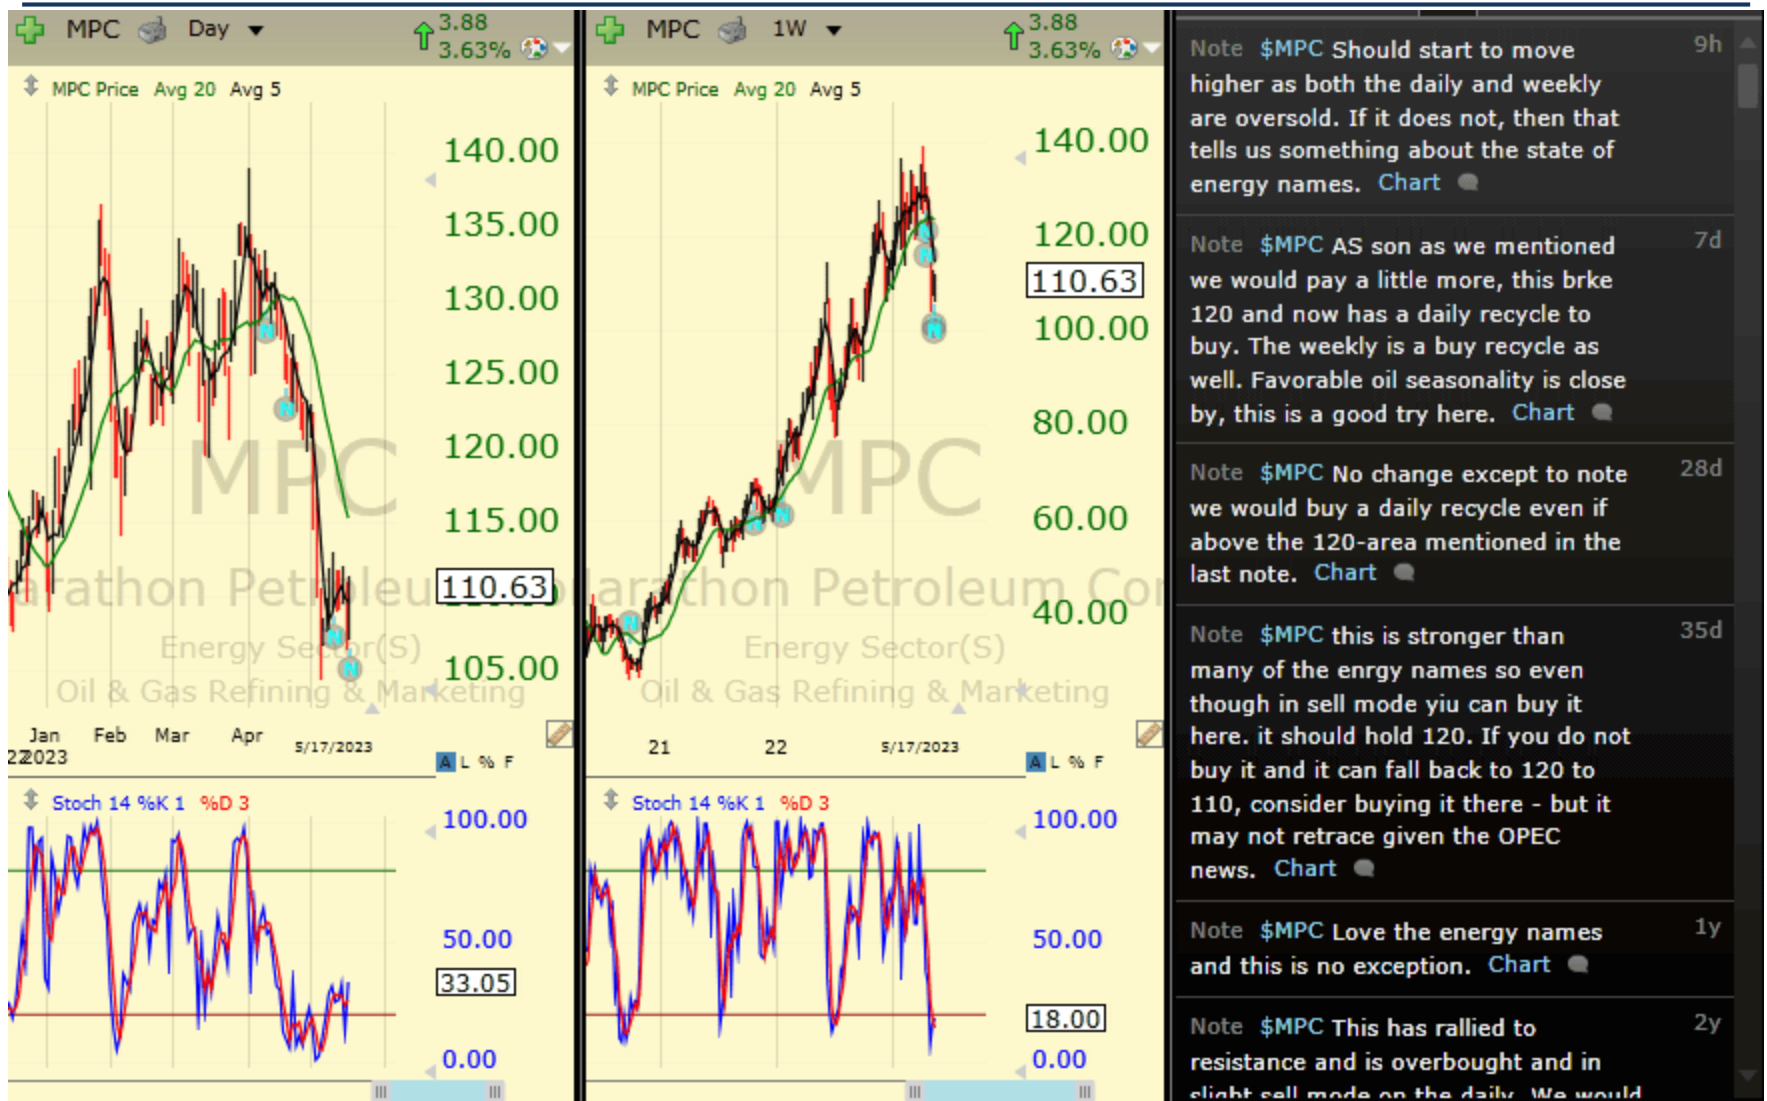 MPC Day
3.88
3.63%
MPC Price Avg 20 Avg 5
140.00
135.00
130.00
125.00
120.00
115.00
110.63
105.00
N
N
N
N
MPC
arathon Petroleu
Energy Sector(S)
Oil & Gas Refining & Marketing
Jan Feb Mar Apr 5/17/2023
222023
A L % F
Stoch 14 %K 1 %D 3
100.00
50.00
33.05
0.00
MPC 1W
3.88
3.63%
MPC Price Avg 20 Avg 5
140.00
120.00
110.63
100.00
80.00
60.00
40.00
N
N
N
N
N
N
MPC
Marathon Petroleum Cor
Energy Sector(S)
Oil & Gas Refining & Marketing
21 22 5/17/2023
A L % F
Stoch 14 %K 1 %D 3
100.00
50.00
18.00
0.00
Note $MPC Should start to move 9h
higher as both the daily and weekly
are oversold. If it does not, then that
tells us something about the state of
energy names. Chart
Note $MPC AS son as we mentioned 7d
we would pay a little more, this brke
120 and now has a daily recycle to
buy. The weekly is a buy recycle as
well. Favorable oil seasonality is close
by, this is a good try here. Chart
Note $MPC No change except to note 28d
we would buy a daily recycle even if
above the 120-area mentioned in the
last note. Chart
Note $MPC this is stronger than 35d
many of the enrgy names so even
though in sell mode yiu can buy it
here. it should hold 120. If you do not
buy it and it can fall back to 120 to
110, consider buying it there - but it
may not retrace given the OPEC
news. Chart
Note $MPC Love the energy names 1y
and this is no exception. Chart
Note $MPC This has rallied to 2y
resistance and is overbought and in
slight sell mode on the daily. We would